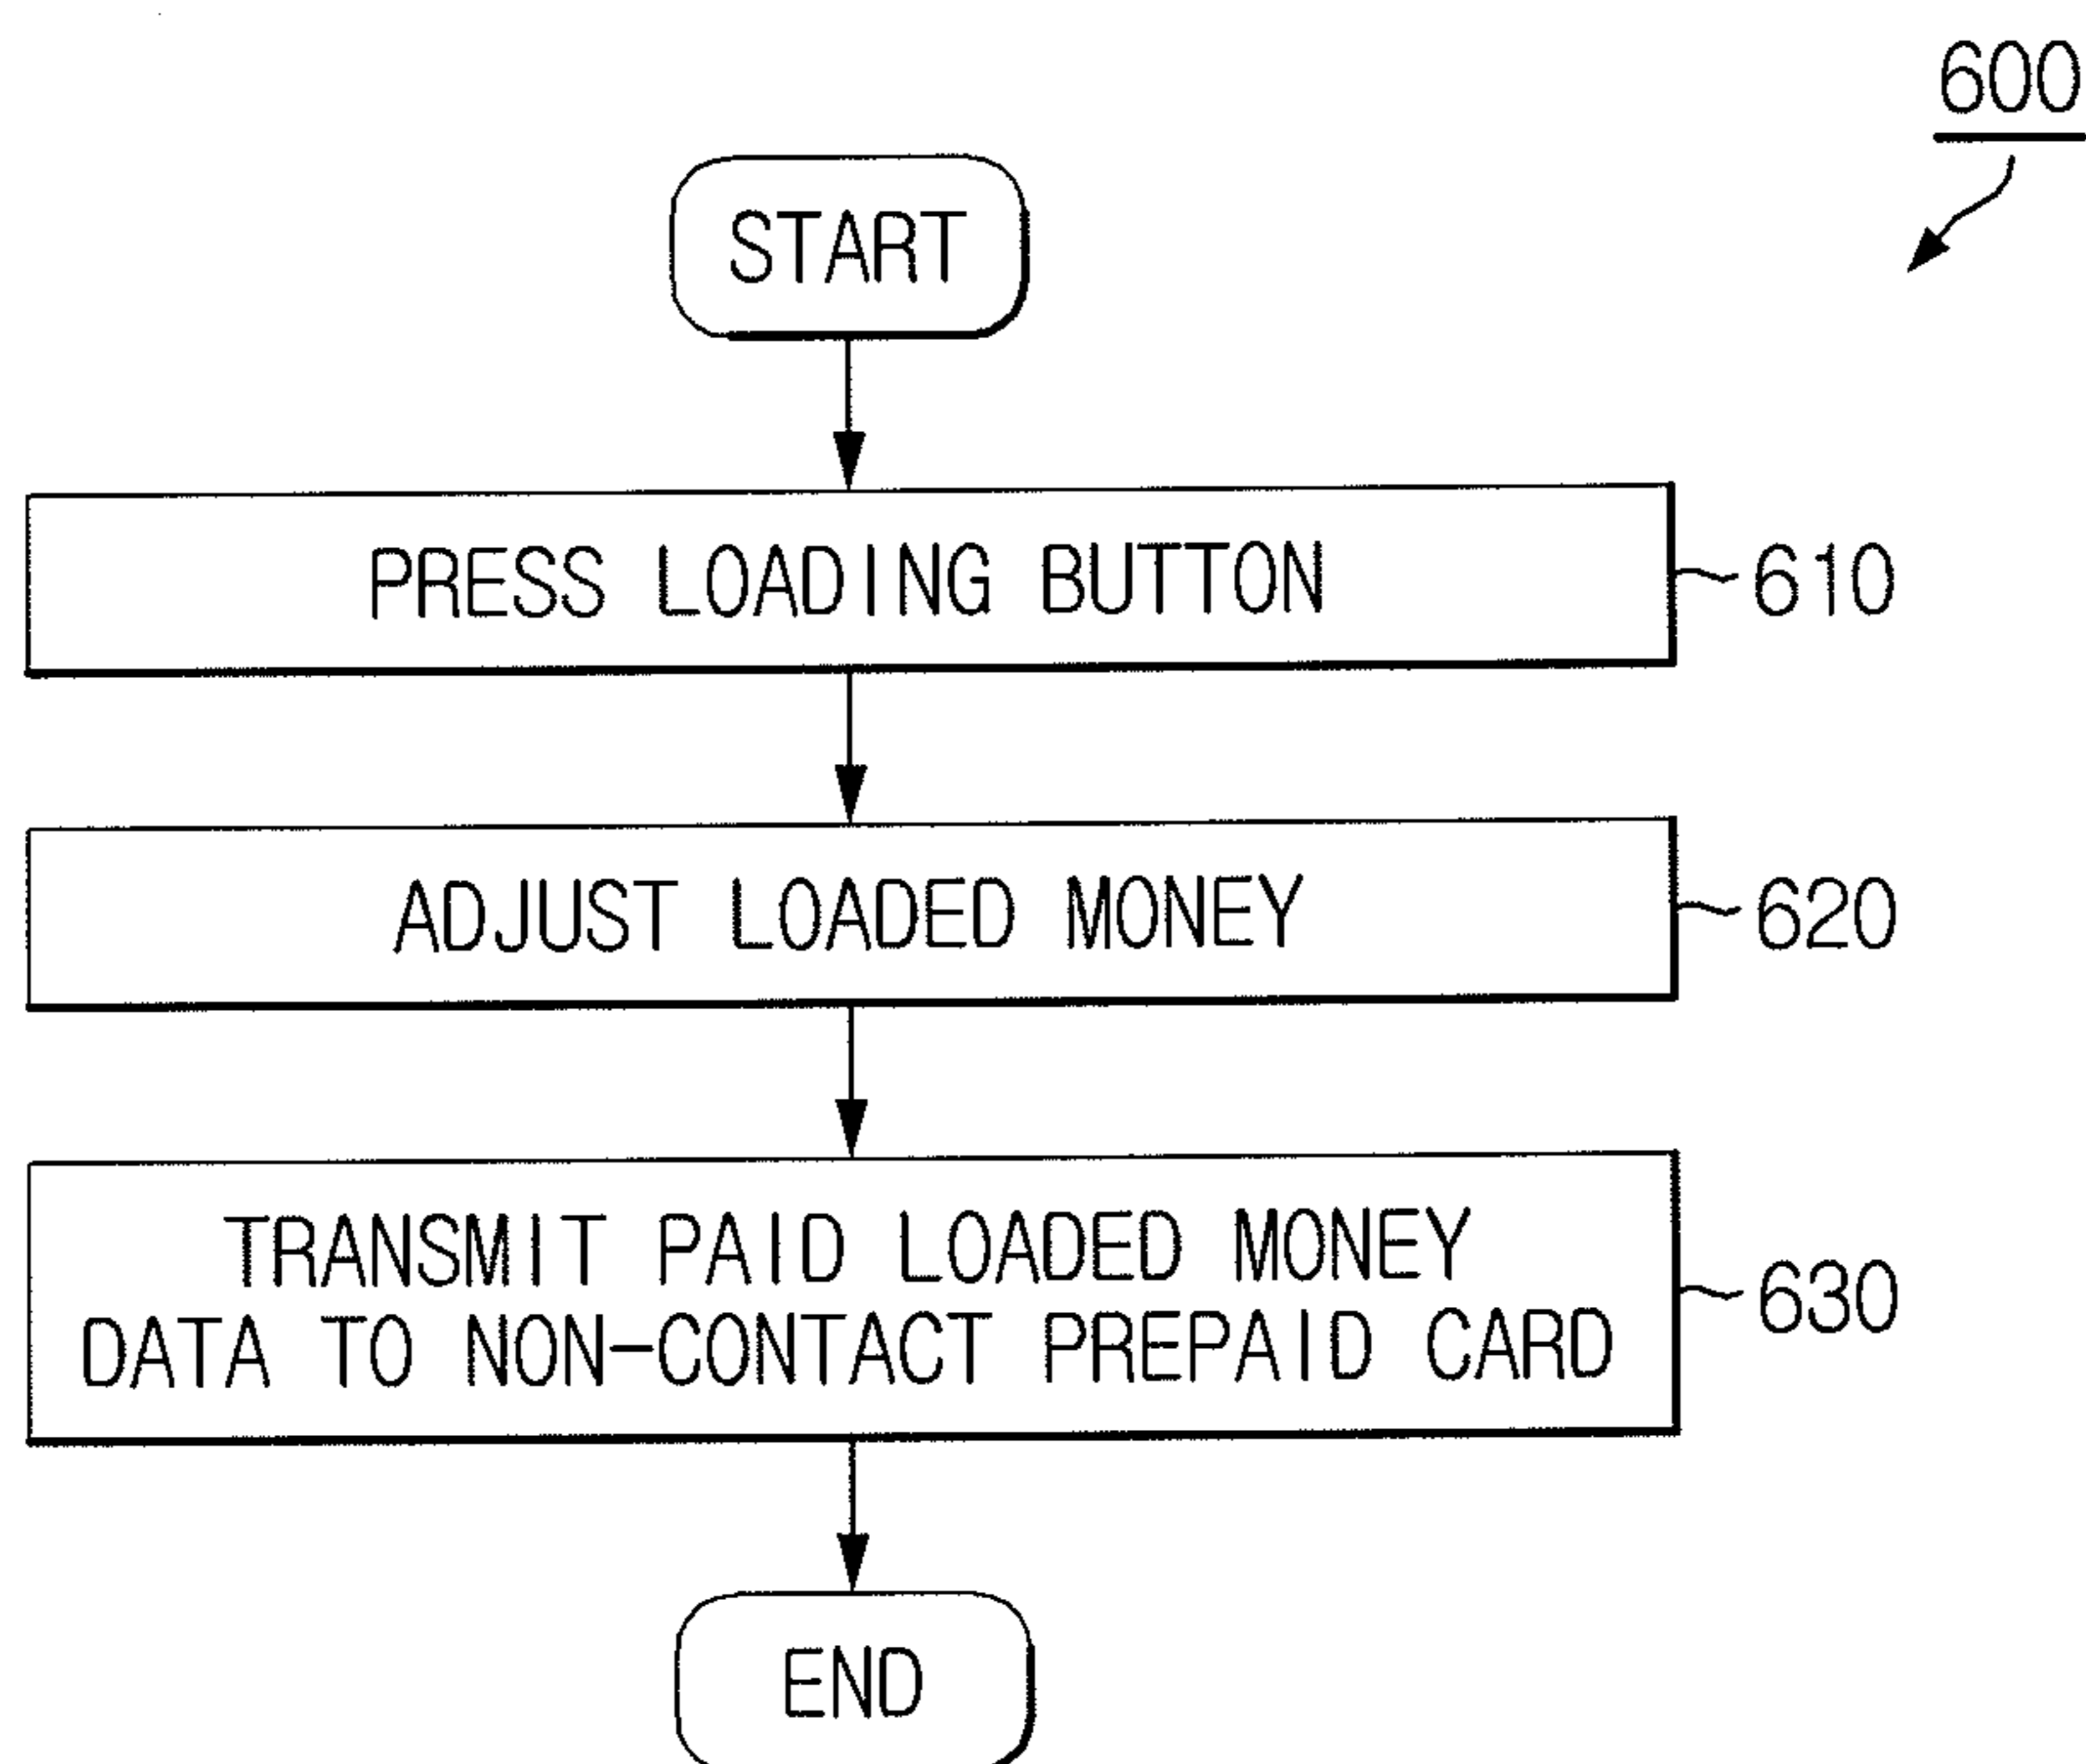 600
START
PRESS LOADING BUTTON
610
ADJUST LOADED MONEY
620
TRANSMIT PAID LOADED MONEY
DATA TO NON-CONTACT PREPAID CARD
630
END